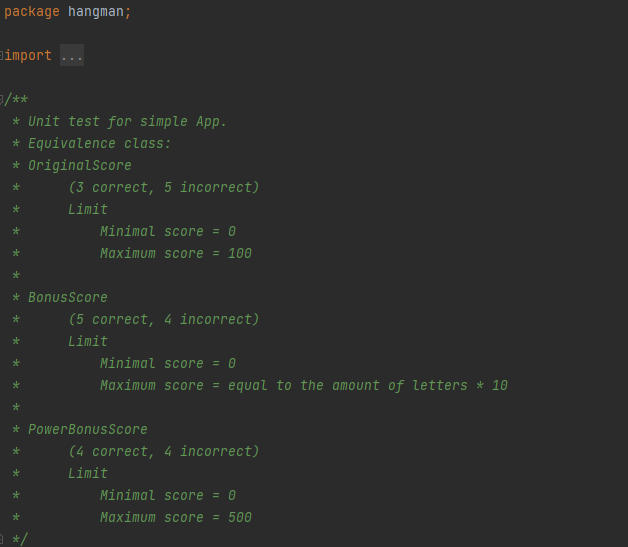 package hangman;
import ...
/**
* Unit test for simple App.
* Equivalence class:
* OriginalScore
*      (3 correct, 5 incorrect)
*      Limit
*          Minimal score = 0
*          Maximum score = 100
*
* BonusScore
*      (5 correct, 4 incorrect)
*      Limit
*          Minimal score = 0
*          Maximum score = equal to the amount of letters * 10
*
* PowerBonusScore
*      (4 correct, 4 incorrect)
*      Limit
*          Minimal score = 0
*          Maximum score = 500
*/